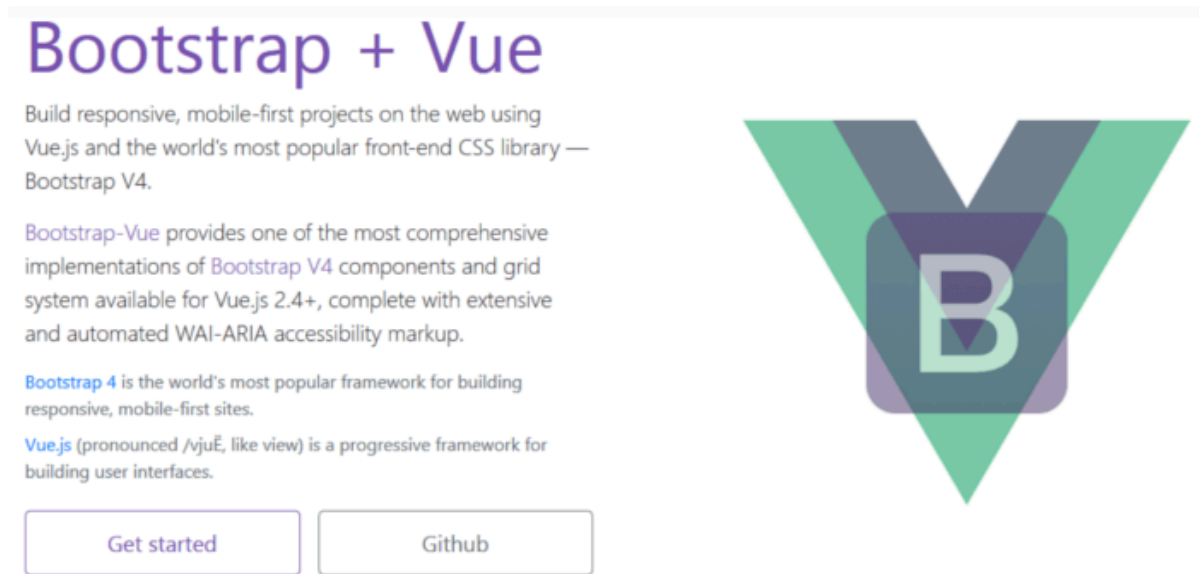 Bootstrap + Vue
Build responsive, mobile-first projects on the web using
Vue.js and the world's most popular front-end CSS library —
Bootstrap V4.
Bootstrap-Vue provides one of the most comprehensive
implementations of Bootstrap V4 components and grid
system available for Vue.js 2.4+, complete with extensive
and automated WAI-ARIA accessibility markup.
Bootstrap 4 is the world's most popular framework for building
responsive, mobile-first sites.
Vue.js (pronounced /vjuË, like view) is a progressive framework for
building user interfaces.
Get started
Github
B